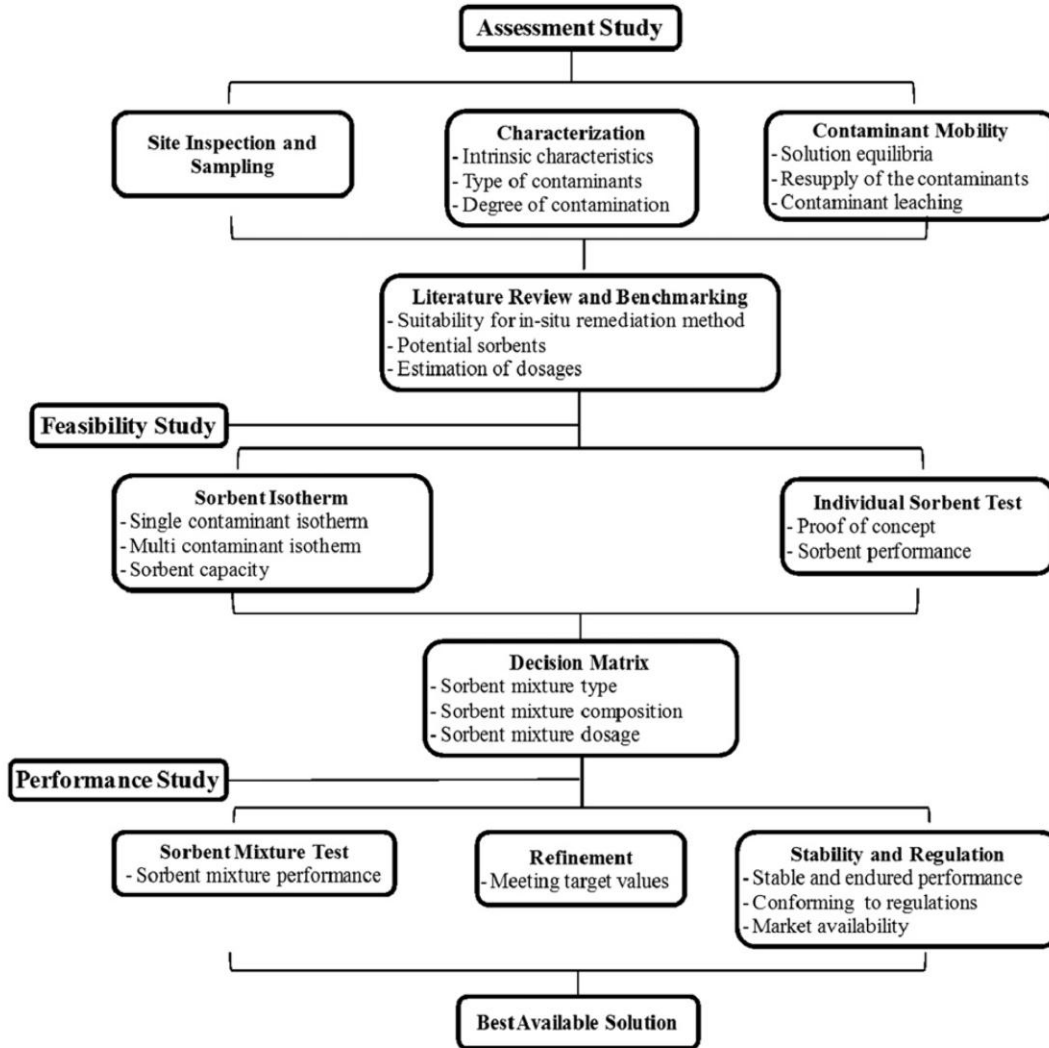 Assessment Study
Site Inspection and
Sampling
Characterization
- Intrinsic characteristics
- Type of contaminants
- Degree of contamination
Contaminant Mobility
- Solution equilibria
- Resupply of the contaminants
- Contaminant leaching
Literature Review and Benchmarking
- Suitability for in-situ remediation method
- Potential sorbents
- Estimation of dosages
Feasibility Study
Sorbent Isotherm
- Single contaminant isotherm
- Multi contaminant isotherm
- Sorbent capacity
Individual Sorbent Test
- Proof of concept
- Sorbent performance
Decision Matrix
- Sorbent mixture type
- Sorbent mixture composition
- Sorbent mixture dosage
Performance Study
Sorbent Mixture Test
- Sorbent mixture performance
Refinement
- Meeting target values
Stability and Regulation
- Stable and endured performance
- Conforming to regulations
- Market availability
Best Available Solution